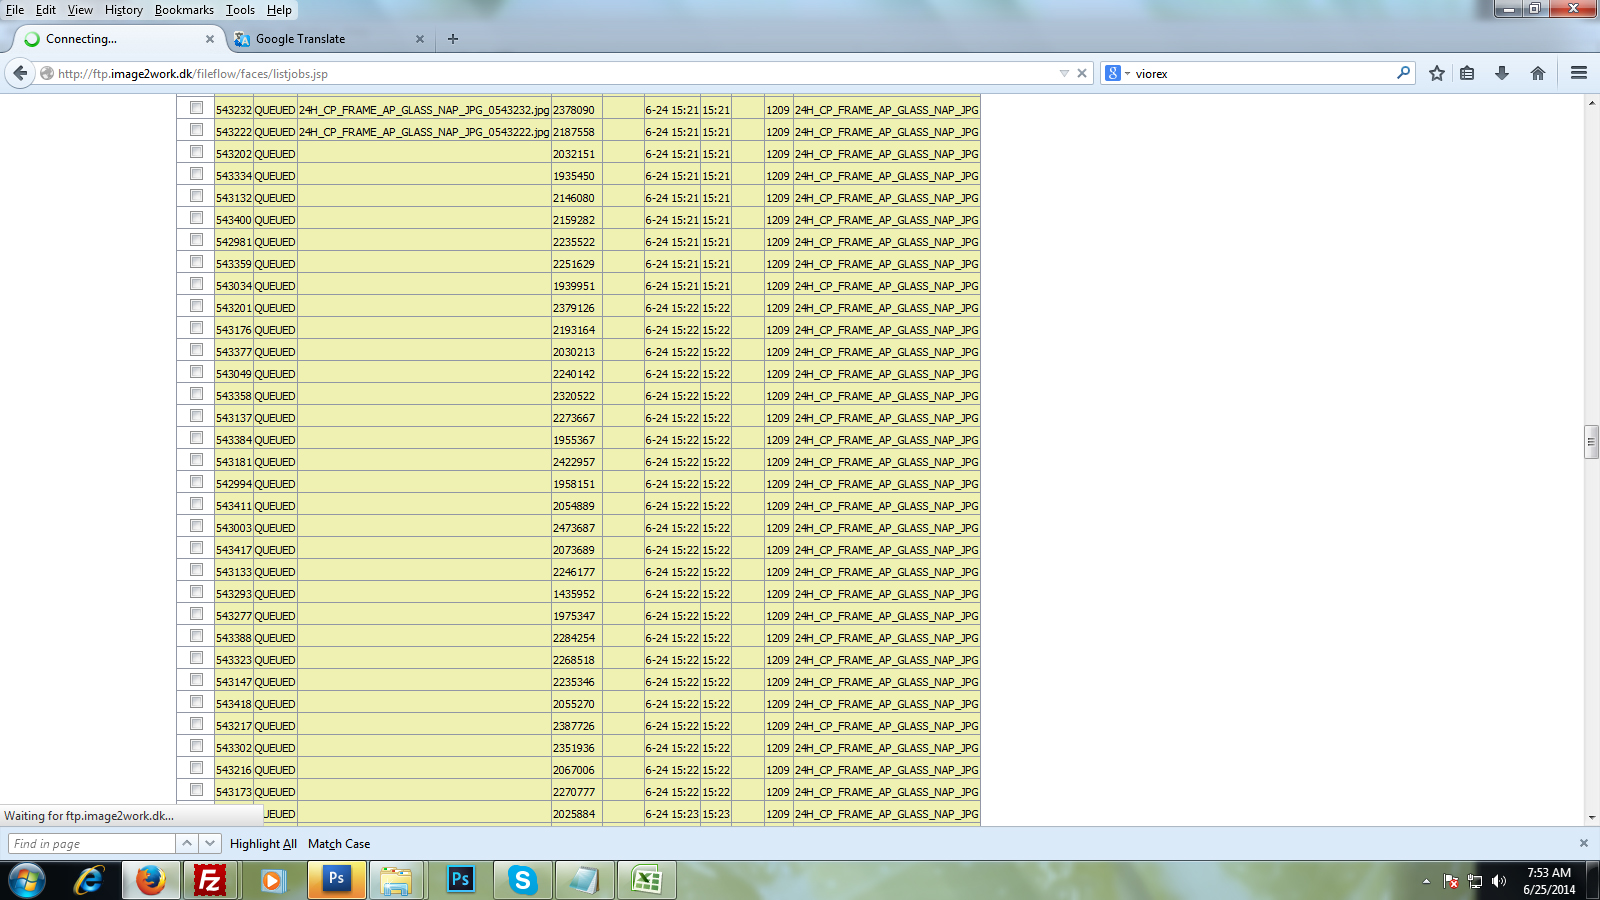 File Edit View History Bookmarks Tools Help
Connecting...
Google Translate
http://ftp.image2work.dk/fileflow/faces/listjobs.jsp
viorex
543232 QUEUED 24H_CP_FRAME_AP_GLASS_NAP_JPG_0543232.jpg 2378090 6-24 15:21 15:21 1209 24H_CP_FRAME_AP_GLASS_NAP_JPG
543222 QUEUED 24H_CP_FRAME_AP_GLASS_NAP_JPG_0543222.jpg 2187558 6-24 15:21 15:21 1209 24H_CP_FRAME_AP_GLASS_NAP_JPG
543202 QUEUED 2032151 6-24 15:21 15:21 1209 24H_CP_FRAME_AP_GLASS_NAP_JPG
543334 QUEUED 1935450 6-24 15:21 15:21 1209 24H_CP_FRAME_AP_GLASS_NAP_JPG
543132 QUEUED 2146080 6-24 15:21 15:21 1209 24H_CP_FRAME_AP_GLASS_NAP_JPG
543400 QUEUED 2159282 6-24 15:21 15:21 1209 24H_CP_FRAME_AP_GLASS_NAP_JPG
542981 QUEUED 2235522 6-24 15:21 15:21 1209 24H_CP_FRAME_AP_GLASS_NAP_JPG
543359 QUEUED 2251629 6-24 15:21 15:21 1209 24H_CP_FRAME_AP_GLASS_NAP_JPG
543034 QUEUED 1939951 6-24 15:21 15:21 1209 24H_CP_FRAME_AP_GLASS_NAP_JPG
543201 QUEUED 2379126 6-24 15:22 15:22 1209 24H_CP_FRAME_AP_GLASS_NAP_JPG
543176 QUEUED 2193164 6-24 15:22 15:22 1209 24H_CP_FRAME_AP_GLASS_NAP_JPG
543377 QUEUED 2030213 6-24 15:22 15:22 1209 24H_CP_FRAME_AP_GLASS_NAP_JPG
543049 QUEUED 2240142 6-24 15:22 15:22 1209 24H_CP_FRAME_AP_GLASS_NAP_JPG
543358 QUEUED 2320522 6-24 15:22 15:22 1209 24H_CP_FRAME_AP_GLASS_NAP_JPG
543137 QUEUED 2273667 6-24 15:22 15:22 1209 24H_CP_FRAME_AP_GLASS_NAP_JPG
543384 QUEUED 1955367 6-24 15:22 15:22 1209 24H_CP_FRAME_AP_GLASS_NAP_JPG
543181 QUEUED 2422957 6-24 15:22 15:22 1209 24H_CP_FRAME_AP_GLASS_NAP_JPG
542994 QUEUED 1958151 6-24 15:22 15:22 1209 24H_CP_FRAME_AP_GLASS_NAP_JPG
543411 QUEUED 2054889 6-24 15:22 15:22 1209 24H_CP_FRAME_AP_GLASS_NAP_JPG
543003 QUEUED 2473687 6-24 15:22 15:22 1209 24H_CP_FRAME_AP_GLASS_NAP_JPG
543417 QUEUED 2073689 6-24 15:22 15:22 1209 24H_CP_FRAME_AP_GLASS_NAP_JPG
543133 QUEUED 2246177 6-24 15:22 15:22 1209 24H_CP_FRAME_AP_GLASS_NAP_JPG
543293 QUEUED 1435952 6-24 15:22 15:22 1209 24H_CP_FRAME_AP_GLASS_NAP_JPG
543277 QUEUED 1975347 6-24 15:22 15:22 1209 24H_CP_FRAME_AP_GLASS_NAP_JPG
543388 QUEUED 2284254 6-24 15:22 15:22 1209 24H_CP_FRAME_AP_GLASS_NAP_JPG
543323 QUEUED 2268518 6-24 15:22 15:22 1209 24H_CP_FRAME_AP_GLASS_NAP_JPG
543147 QUEUED 2235346 6-24 15:22 15:22 1209 24H_CP_FRAME_AP_GLASS_NAP_JPG
543418 QUEUED 2055270 6-24 15:22 15:22 1209 24H_CP_FRAME_AP_GLASS_NAP_JPG
543217 QUEUED 2387726 6-24 15:22 15:22 1209 24H_CP_FRAME_AP_GLASS_NAP_JPG
543302 QUEUED 2351936 6-24 15:22 15:22 1209 24H_CP_FRAME_AP_GLASS_NAP_JPG
543216 QUEUED 2067006 6-24 15:22 15:22 1209 24H_CP_FRAME_AP_GLASS_NAP_JPG
543173 QUEUED 2270777 6-24 15:22 15:22 1209 24H_CP_FRAME_AP_GLASS_NAP_JPG
UEUED 2025884 6-24 15:23 15:23 1209 24H_CP_FRAME_AP_GLASS_NAP_JPG
Waiting for ftp.image2work.dk...
Find in page Highlight All Match Case
7:53 AM
6/25/2014